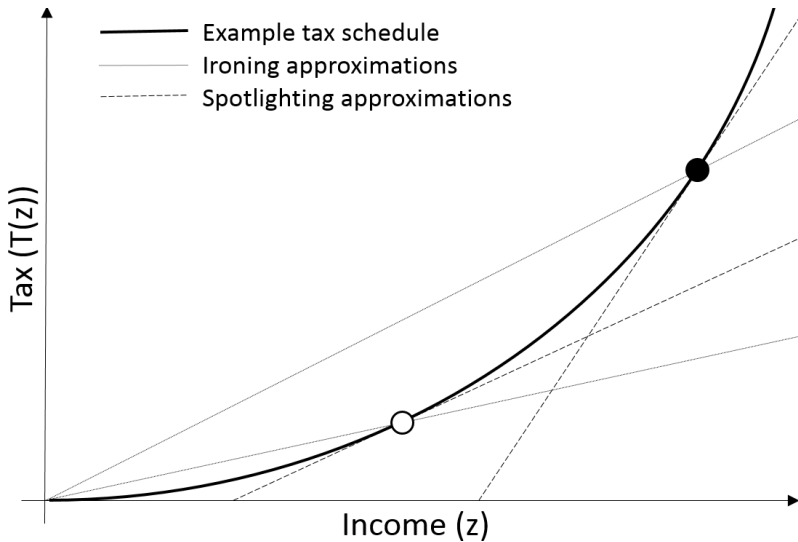 Example tax schedule
Ironing approximations
Spotlighting approximations
Tax (T(z))
Income (z)